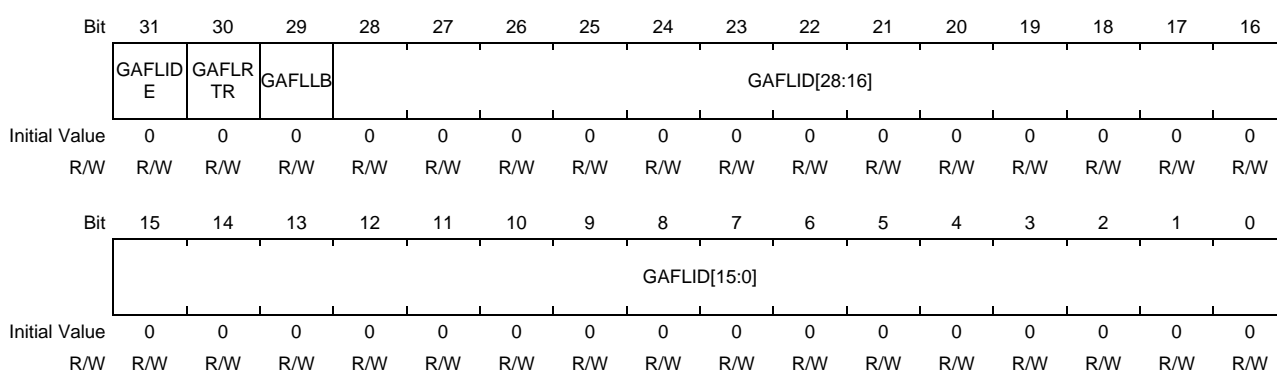 Bit 31 30 29 28 27 26 25 24 23 22 21 20 19 18 17 16
GAFLID
E
GAFLR
TR
GAFLLB
GAFLID[28:16]
Initial Value 0 0 0 0 0 0 0 0 0 0 0 0 0 0 0 0
R/W R/W R/W R/W R/W R/W R/W R/W R/W R/W R/W R/W R/W R/W R/W R/W R/W
Bit 15 14 13 12 11 10 9 8 7 6 5 4 3 2 1 0
GAFLID[15:0]
Initial Value 0 0 0 0 0 0 0 0 0 0 0 0 0 0 0 0
R/W R/W R/W R/W R/W R/W R/W R/W R/W R/W R/W R/W R/W R/W R/W R/W R/W